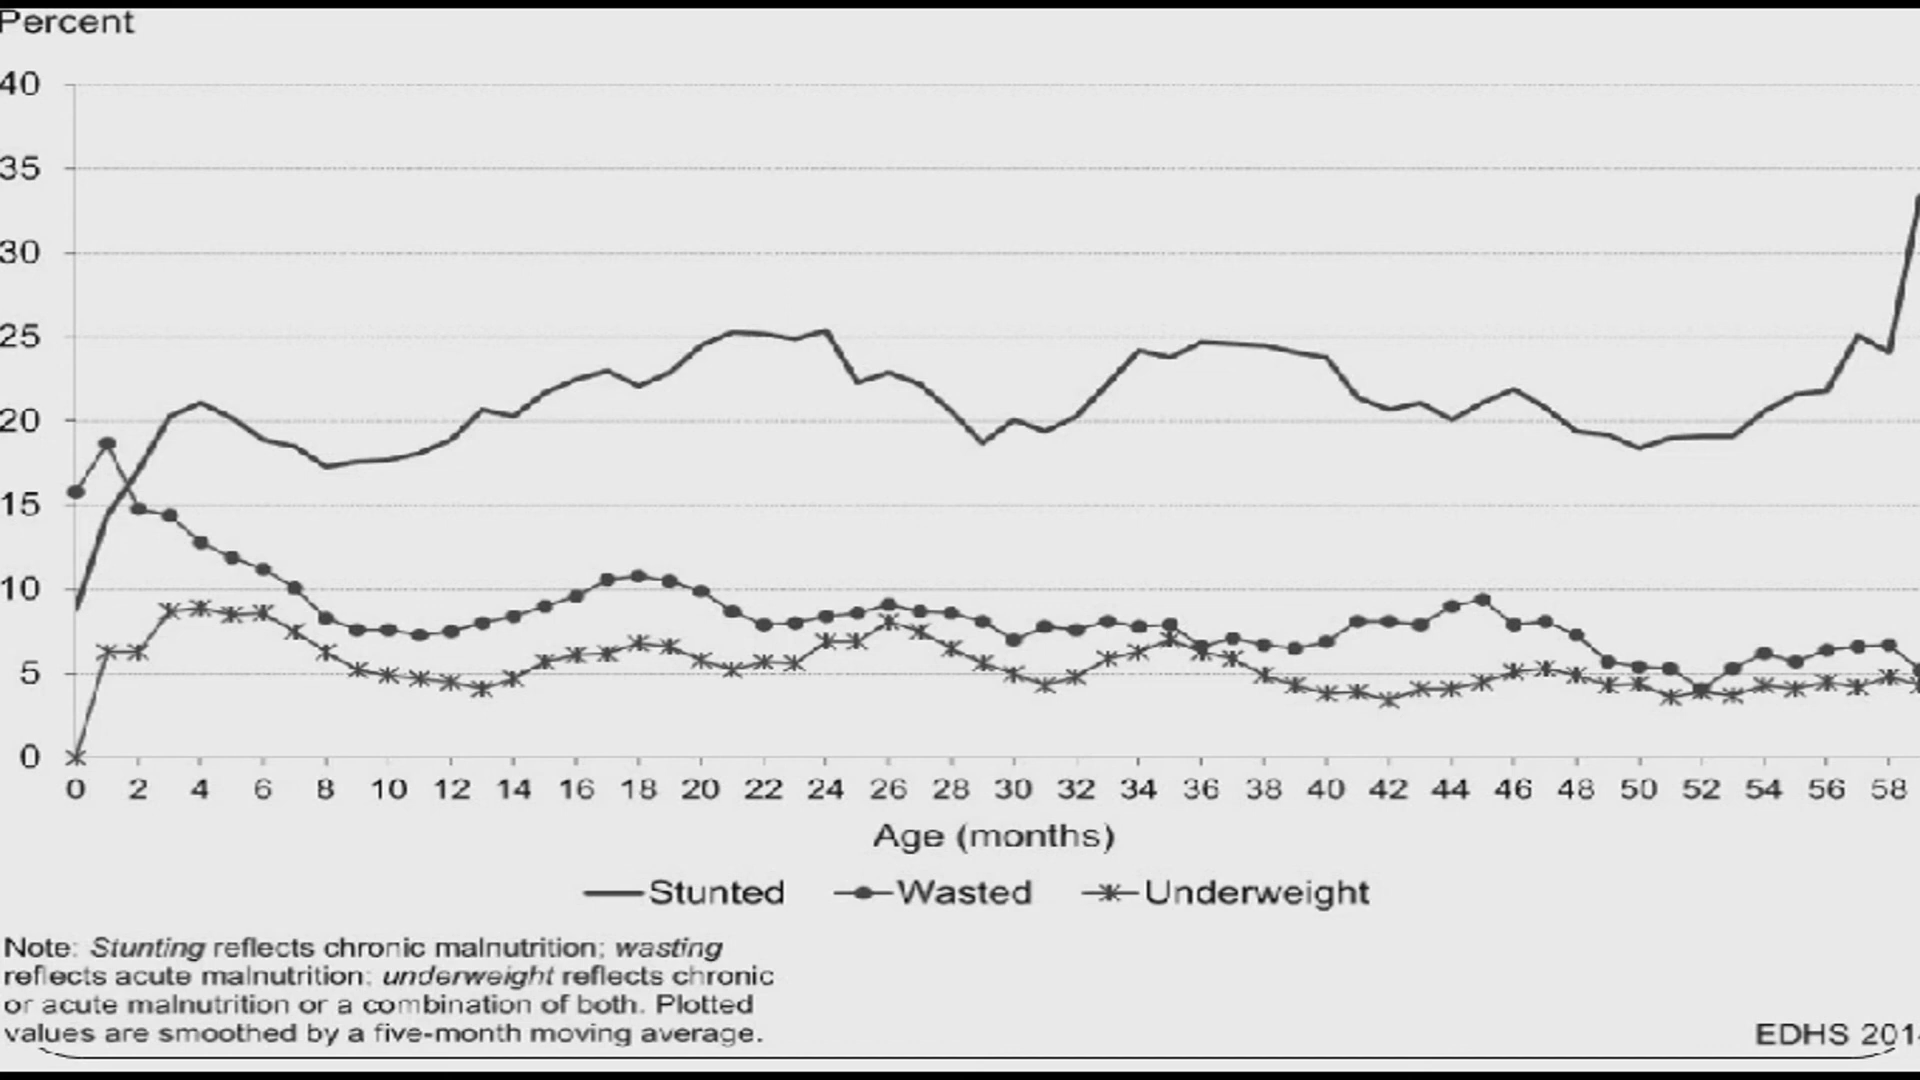 Percent
40
35
30
25
20
15
10
5
0
0 2 4 6 8 10 12 14 16 18 20 22 24 26 28 30 32 34 36 38 40 42 44 46 48 50 52 54 56 58
Age (months)
Stunted Wasted Underweight
Note: Stunting reflects chronic malnutrition; wasting
reflects acute malnutrition; underweight reflects chronic
or acute malnutrition or a combination of both. Plotted
values are smoothed by a five-month moving average.
EDHS 201